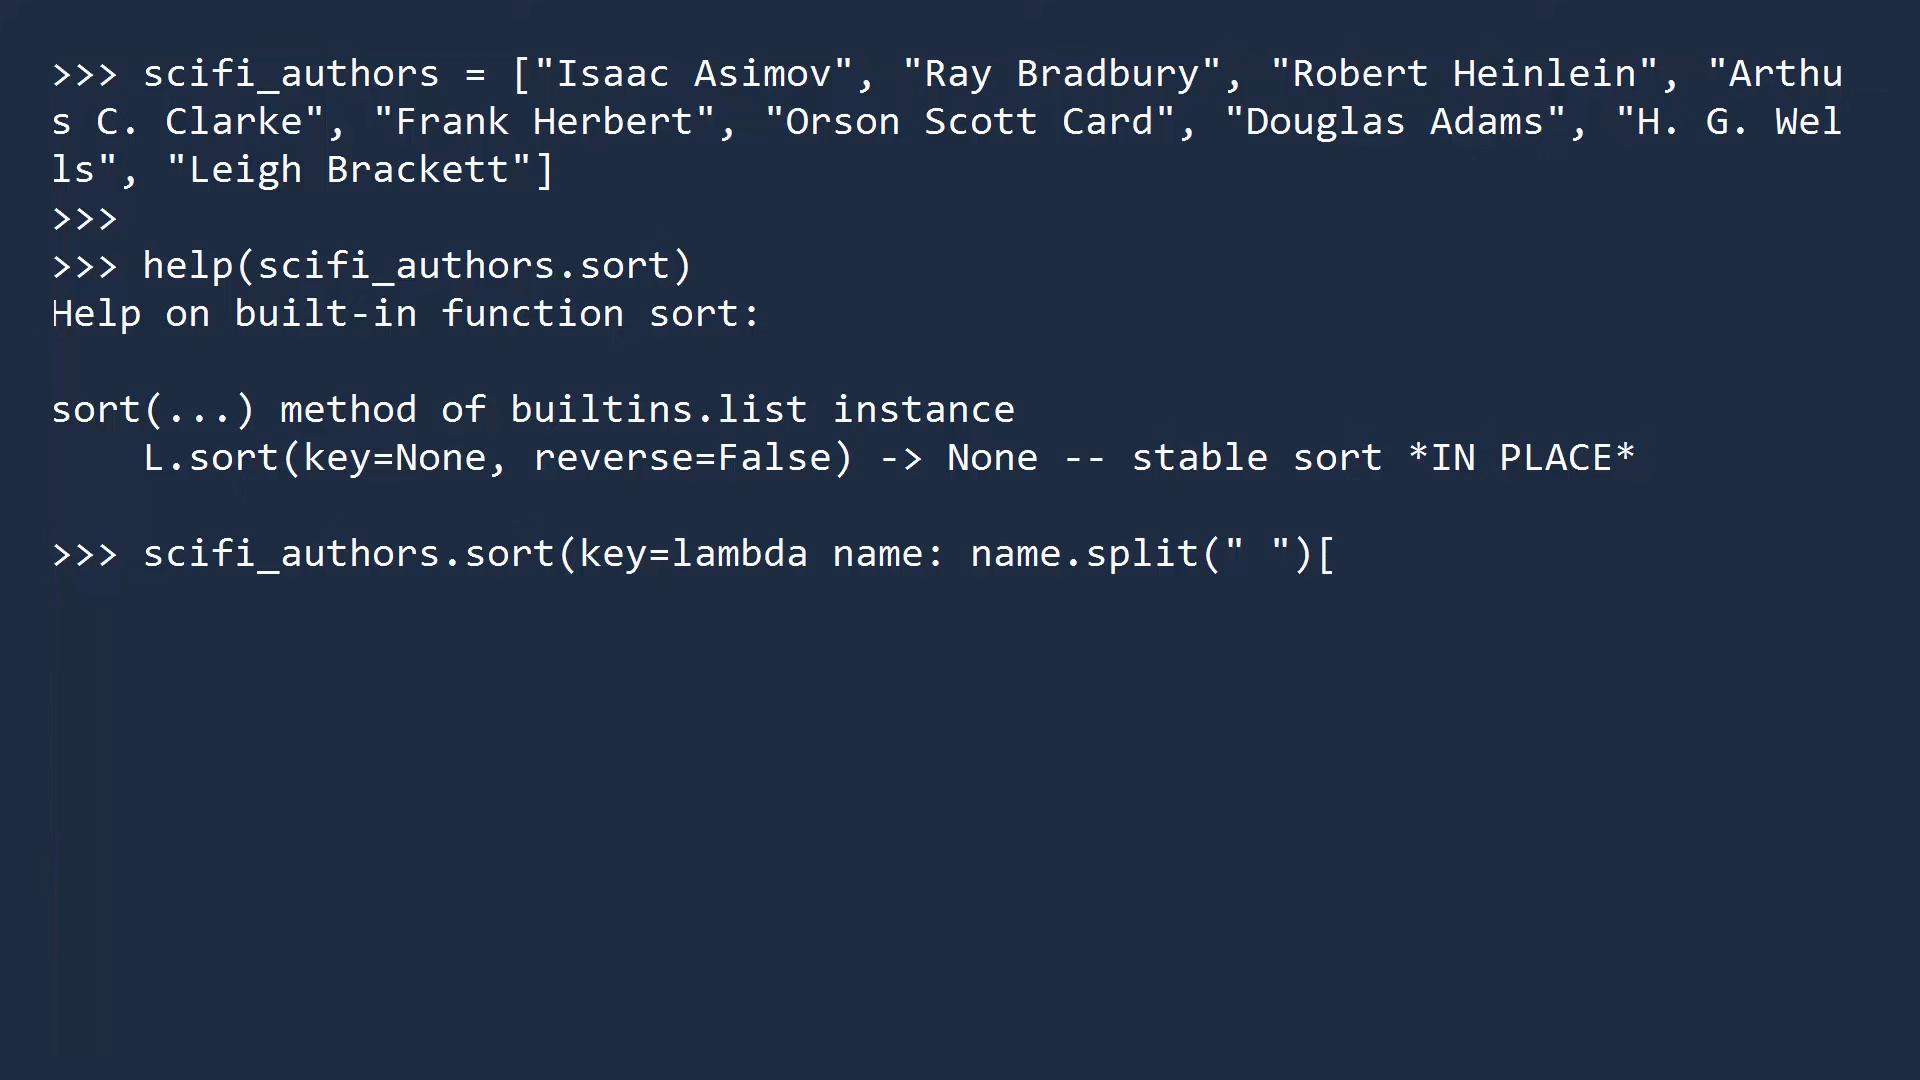 >>> scifi_authors = ["Isaac Asimov", "Ray Bradbury", "Robert Heinlein", "Arthu
s C. Clarke", "Frank Herbert", "Orson Scott Card", "Douglas Adams", "H. G. Wel
ls", "Leigh Brackett"]
>>>
>>> help(scifi_authors.sort)
Help on built-in function sort:
sort(...) method of builtins.list instance
    L.sort(key=None, reverse=False) -> None -- stable sort *IN PLACE*
>>> scifi_authors.sort(key=lambda name: name.split(" ")[